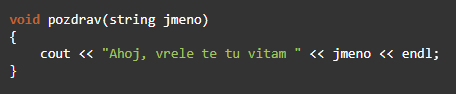 void pozdrav(string jmeno)
{
    cout << "Ahoj, vrele te tu vitam " << jmeno << endl;
}